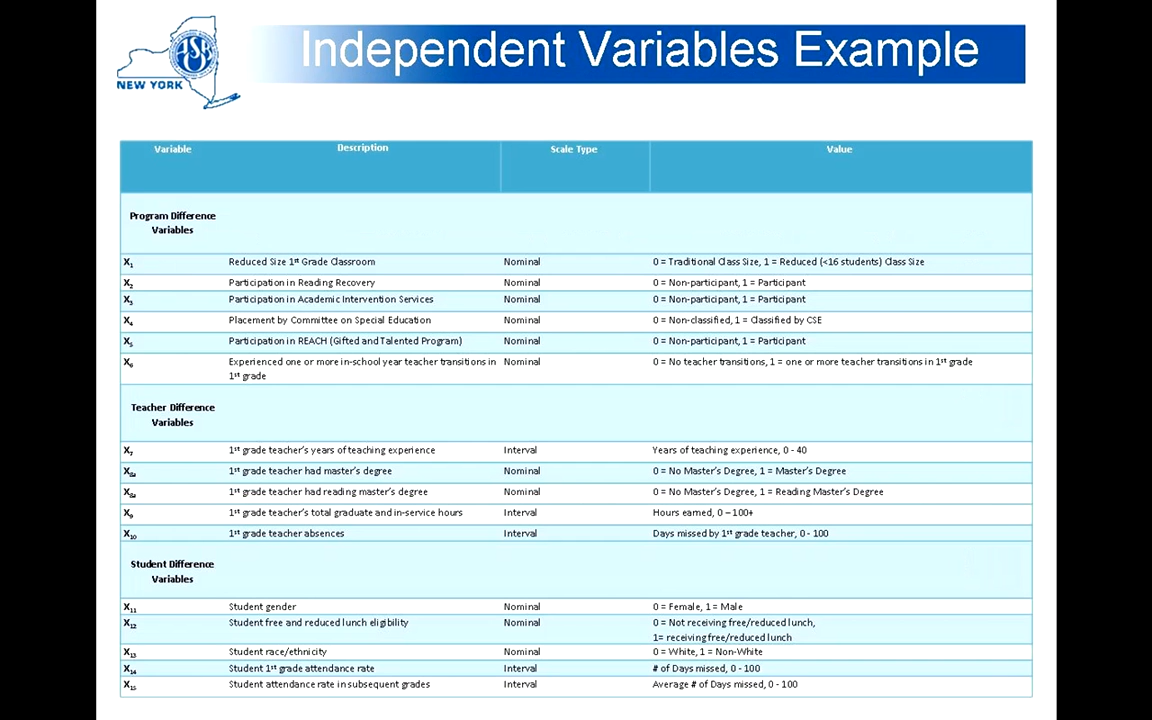 ASB
NEW YORK
Independent Variables Example
Variable Description Scale Type Value
Program Difference
Variables
X1 Reduced Size 1st Grade Classroom Nominal 0 = Traditional Class Size, 1 = Reduced (<16 students) Class Size
X2 Participation in Reading Recovery Nominal 0 = Non-participant, 1 = Participant
X3 Participation in Academic Intervention Services Nominal 0 = Non-participant, 1 = Participant
X4 Placement by Committee on Special Education Nominal 0 = Non-classified, 1 = Classified by CSE
X5 Participation in REACH (Gifted and Talented Program) Nominal 0 = Non-participant, 1 = Participant
X6 Experienced one or more in-school year teacher transitions in Nominal 0 = No teacher transitions, 1 = one or more teacher transitions in 1st grade
1st grade
Teacher Difference
Variables
X7 1st grade teacher's years of teaching experience Interval Years of teaching experience, 0 - 40
1st grade teacher had master's degree Nominal 0 = No Master's Degree, 1 = Master's Degree
1st grade teacher had reading master's degree Nominal 0 = No Master's Degree, 1 = Reading Master's Degree
X9 1st grade teacher's total graduate and in-service hours Interval Hours earned, 0 – 100+
X10 1st grade teacher absences Interval Days missed by 1st grade teacher, 0 - 100
Student Difference
Variables
X11 Student gender Nominal 0 = Female, 1 = Male
X12 Student free and reduced lunch eligibility Nominal 0 = Not receiving free/reduced lunch,
1= receiving free/reduced lunch
X13 Student race/ethnicity Nominal 0 = White, 1 = Non-White
X14 Student 1st grade attendance rate Interval # of Days missed, 0 - 100
X15 Student attendance rate in subsequent grades Interval Average # of Days missed, 0 - 100